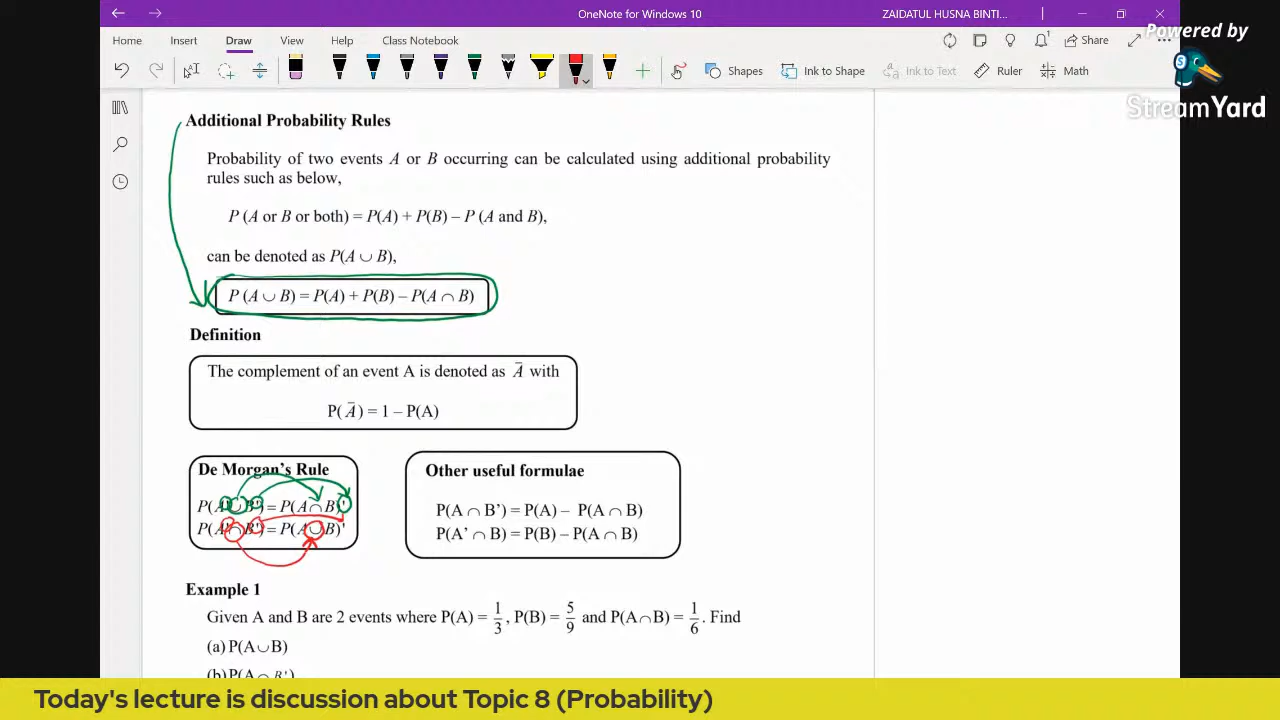 OneNote for Windows 10
ZAIDATUL HUSNA BINTI...
Powered by
StreamYard
Home Insert Draw View Help Class Notebook
Share
Shapes Ink to Shape Ink to Text Ruler Math
Additional Probability Rules
Probability of two events A or B occurring can be calculated using additional probability
rules such as below,
P (A or B or both) = P(A) + P(B) – P (A and B),
can be denoted as P(A ∪ B),
P (A ∪ B) = P(A) + P(B) – P(A ∩ B)
Definition
The complement of an event A is denoted as A̅ with
P( A̅ ) = 1 – P(A)
De Morgan's Rule
P(A' ∪ B') = P(A ∩ B)'
P(A' ∩ B') = P(A ∪ B)'
Other useful formulae
P(A ∩ B’) = P(A) – P(A ∩ B)
P(A’ ∩ B) = P(B) – P(A ∩ B)
Example 1
Given A and B are 2 events where P(A) = 1/3, P(B) = 5/9 and P(A∩B) = 1/6. Find
(a) P(A∪B)
(b) P(A ∩ B')
Today's lecture is discussion about Topic 8 (Probability)